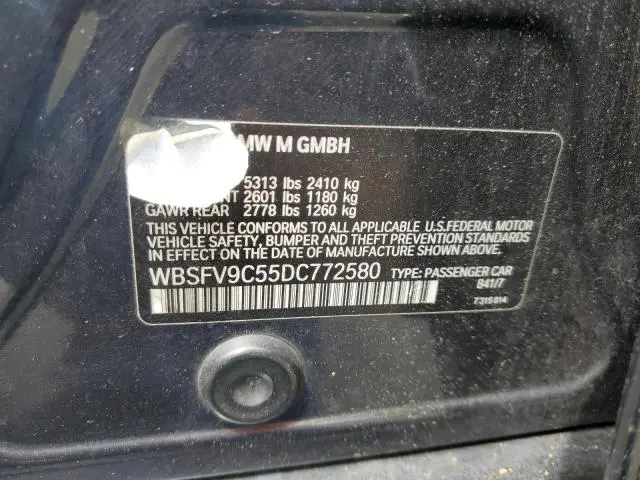 MW M GMBH
5313 lbs 2410 kg
NT 2601 lbs 1180 kg
GAWR REAR 2778 lbs 1260 kg
THIS VEHICLE CONFORMS TO ALL APPLICABLE U.S.FEDERAL MOTOR
VEHICLE SAFETY, BUMPER AND THEFT PREVENTION STANDARDS
IN EFFECT ON THE DATE OF MANUFACTURE SHOWN ABOVE.
WBSFV9C55DC772580 TYPE: PASSENGER CAR
B41/7
7315814